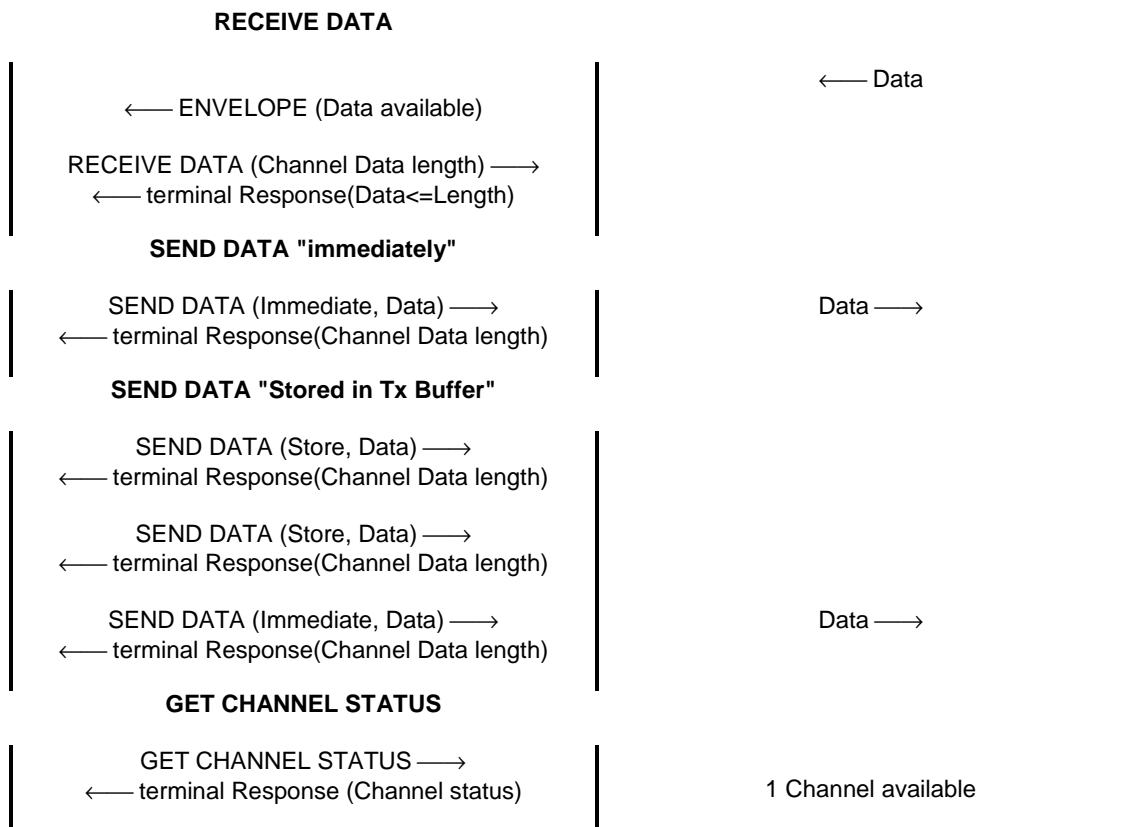 RECEIVE DATA
⟵ Data
⟵ ENVELOPE (Data available)
RECEIVE DATA (Channel Data length) ⟶
⟵ terminal Response(Data<=Length)
SEND DATA "immediately"
SEND DATA (Immediate, Data) ⟶ Data ⟶
⟵ terminal Response(Channel Data length)
SEND DATA "Stored in Tx Buffer"
SEND DATA (Store, Data) ⟶
⟵ terminal Response(Channel Data length)
SEND DATA (Store, Data) ⟶
⟵ terminal Response(Channel Data length)
SEND DATA (Immediate, Data) ⟶ Data ⟶
⟵ terminal Response(Channel Data length)
GET CHANNEL STATUS
GET CHANNEL STATUS ⟶
⟵ terminal Response (Channel status) 1 Channel available